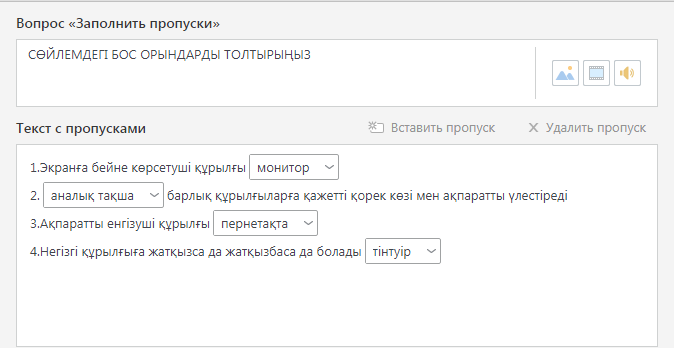 Вопрос «Заполнить пропуски»
СӨЙЛЕМДЕГІ БОС ОРЫНДАРДЫ ТОЛТЫРЫҢЫЗ
Текст с пропусками
Вставить пропуск
Удалить пропуск
1.Экранға бейне көрсетуші құрылғы монитор
2. аналық тақша барлық құрылғыларға қажетті қорек көзі мен ақпаратты үлестіреді
3.Ақпаратты енгізуші құрылғы пернетақта
4.Негізгі құрылғыға жатқызса да жатқызбаса да болады тінтуір